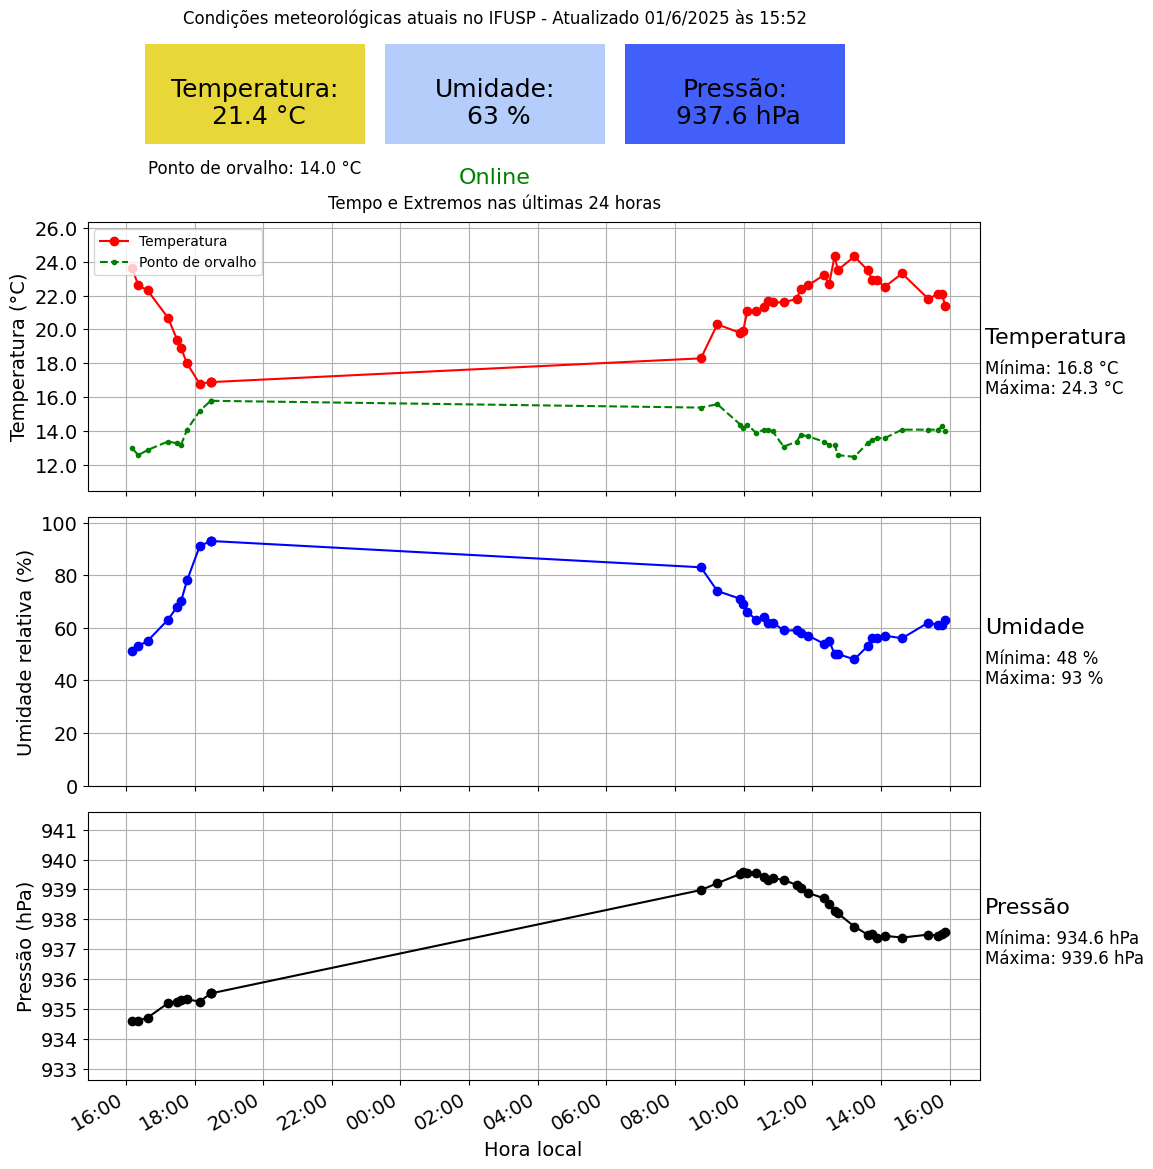 Condições meteorológicas atuais no IFUSP - Atualizado 01/6/2025 às 15:52
Temperatura:
21.4 °C
Umidade:
63 %
Pressão:
937.6 hPa
Ponto de orvalho: 14.0 °C
Online
Tempo e Extremos nas últimas 24 horas
Temperatura (°C)
26.0
24.0
22.0
20.0
18.0
16.0
14.0
12.0
Temperatura
Ponto de orvalho
Temperatura
Mínima: 16.8 °C
Máxima: 24.3 °C
Umidade relativa (%)
100
80
60
40
20
0
Umidade
Mínima: 48 %
Máxima: 93 %
Pressão (hPa)
941
940
939
938
937
936
935
934
933
Pressão
Mínima: 934.6 hPa
Máxima: 939.6 hPa
16:00
18:00
20:00
22:00
00:00
02:00
04:00
06:00
08:00
10:00
12:00
14:00
16:00
Hora local